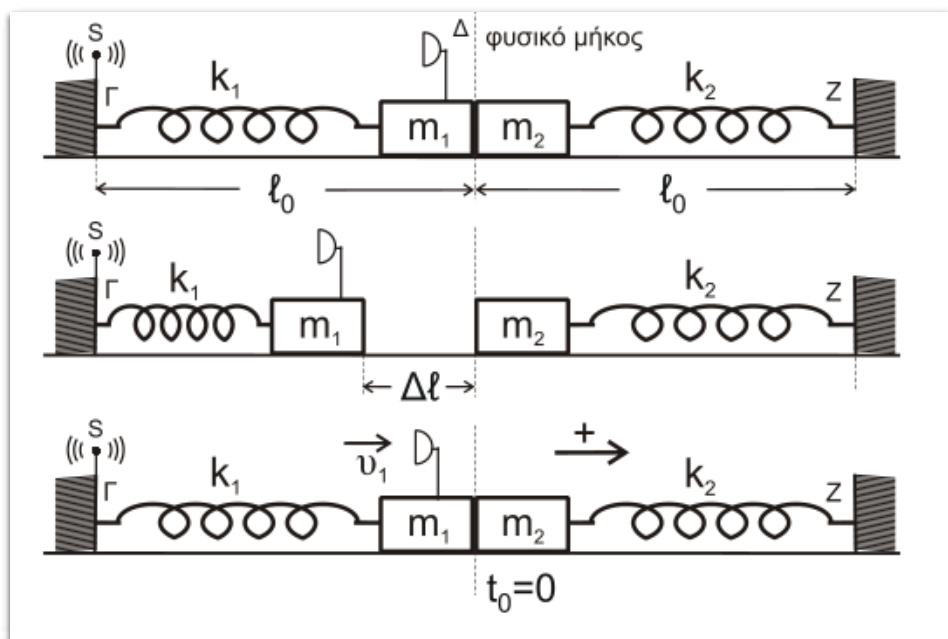 S Δ φυσικό μήκος
Γ k₁ k₂ Z
m₁ m₂
ℓ₀ ℓ₀
S
Γ k₁ k₂ Z
m₁ m₂
Δℓ
S
Γ k₁ υ₁ + k₂ Z
m₁ m₂
t₀=0